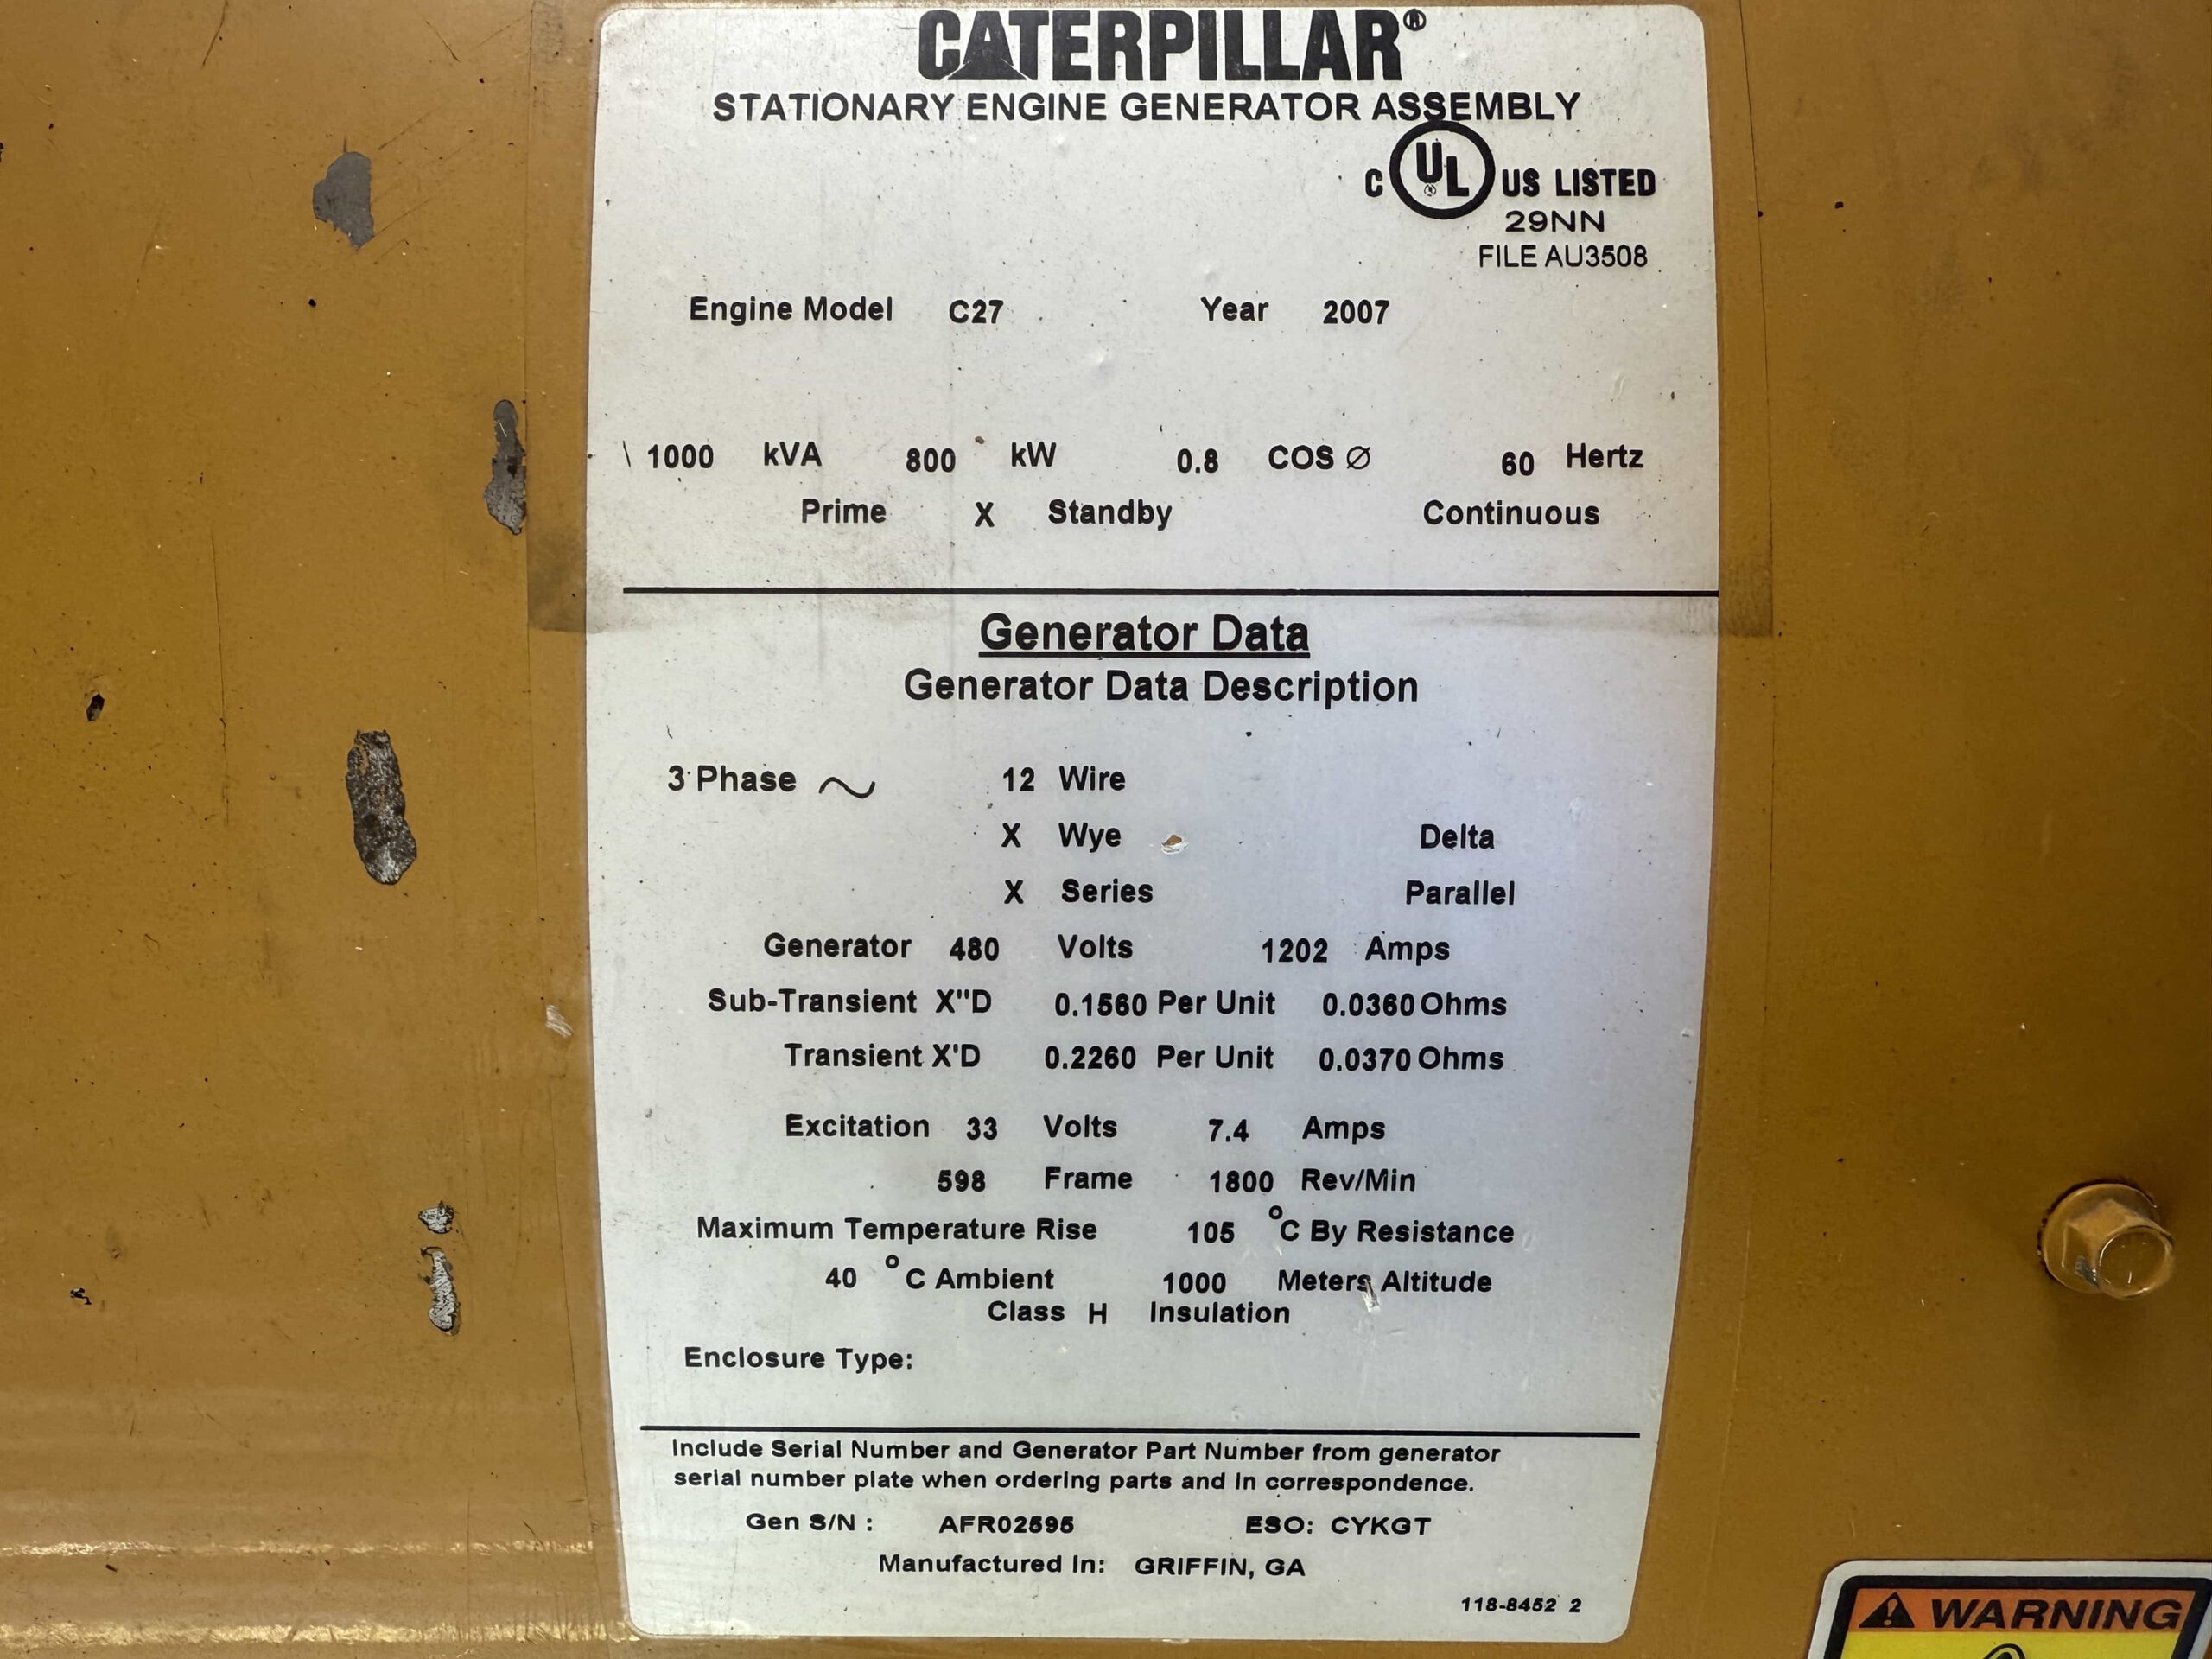 CATERPILLAR®
STATIONARY ENGINE GENERATOR ASSEMBLY
C UL® US LISTED
29NN
FILE AU3508
Engine Model C27 Year 2007
1000 kVA 800 kW 0.8 COS Ø 60 Hertz
Prime X Standby Continuous
Generator Data
Generator Data Description
3 Phase ~ 12 Wire
X Wye Delta
X Series Parallel
Generator 480 Volts 1202 Amps
Sub-Transient X"D 0.1560 Per Unit 0.0360 Ohms
Transient X'D 0.2260 Per Unit 0.0370 Ohms
Excitation 33 Volts 7.4 Amps
598 Frame 1800 Rev/Min
Maximum Temperature Rise 105 °C By Resistance
40 °C Ambient 1000 Meters Altitude
Class H Insulation
Enclosure Type:
Include Serial Number and Generator Part Number from generator
serial number plate when ordering parts and in correspondence.
Gen S/N : AFR02595 ESO: CYKGT
Manufactured In: GRIFFIN, GA
118-8452 2
WARNING